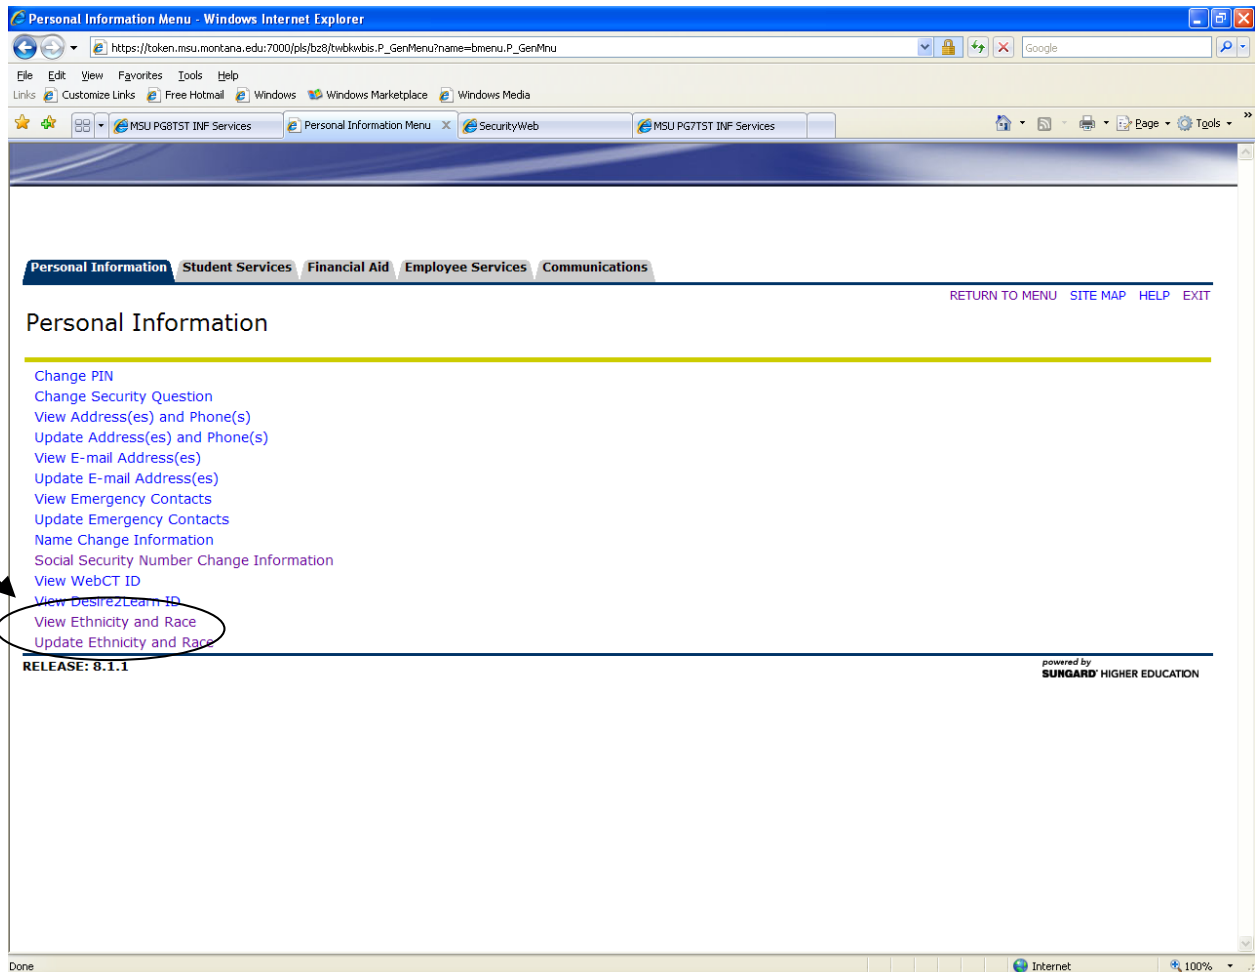 Personal Information Menu - Windows Internet Explorer
https://token.msu.montana.edu:7000/pls/bz8/twbkwbis.P_GenMenu?name=bmenu.P_GenMnu
Google
File Edit View Favorites Tools Help
Links Customize Links Free Hotmail Windows Windows Marketplace Windows Media
MSU PG8TST INF Services Personal Information Menu X SecurityWeb MSU PG7TST INF Services Page Tools »
Personal Information Student Services Financial Aid Employee Services Communications
RETURN TO MENU SITE MAP HELP EXIT
Personal Information
Change PIN
Change Security Question
View Address(es) and Phone(s)
Update Address(es) and Phone(s)
View E-mail Address(es)
Update E-mail Address(es)
View Emergency Contacts
Update Emergency Contacts
Name Change Information
Social Security Number Change Information
View WebCT ID
View Desire2Learn ID
View Ethnicity and Race
Update Ethnicity and Race
RELEASE: 8.1.1
powered by
SUNGARD' HIGHER EDUCATION
Done Internet 100%